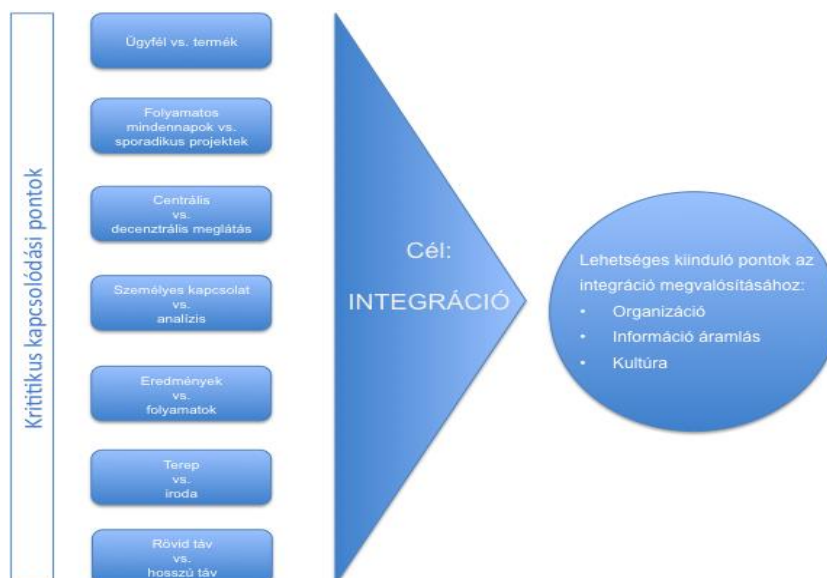 Krititikus kapcsolódási pontok
Ügyfél vs. termék
Folyamatos
mindennapok vs.
sporadikus projektek
Centrális
vs.
decenztrális meglátás
Személyes kapcsolat
vs.
analízis
Eredmények
vs.
folyamatok
Terep
vs.
iroda
Rövid táv
vs.
hosszú táv
Cél:
INTEGRÁCIÓ
Lehetséges kiinduló pontok az
integráció megvalósításához:
• Organizáció
• Információ áramlás
• Kultúra